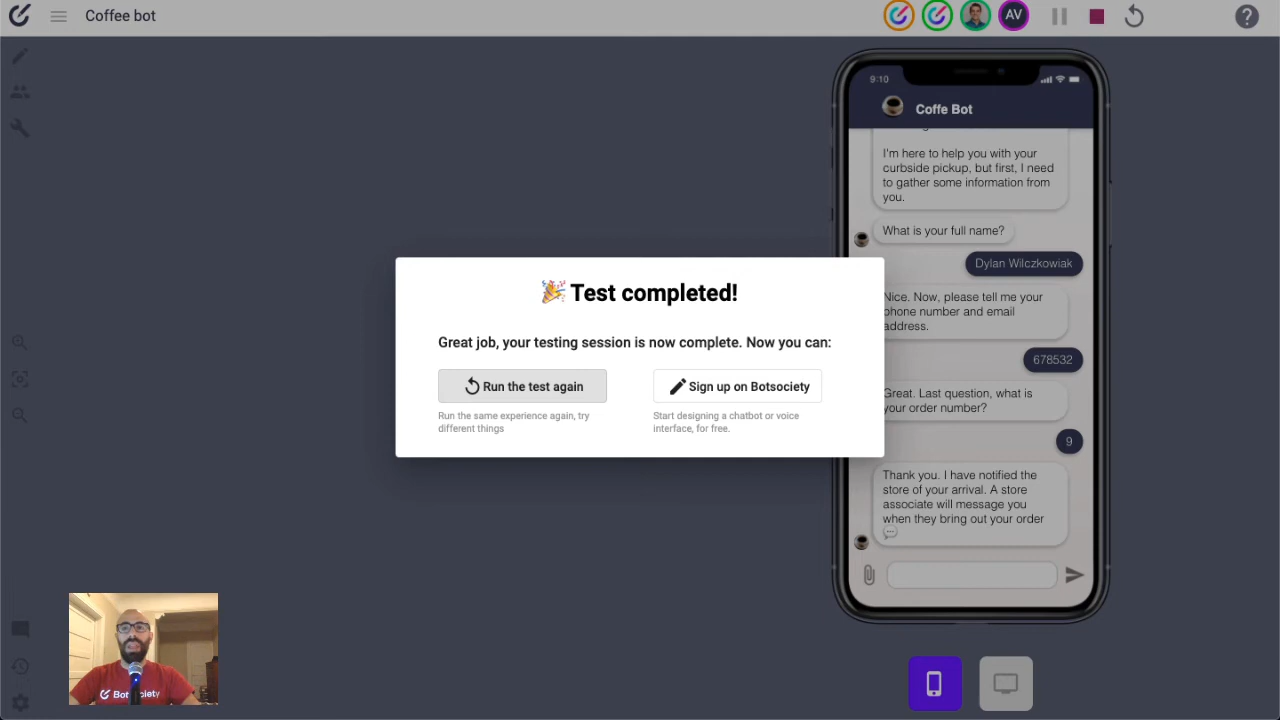 Coffee bot
AV
9:10
Coffe Bot
I'm here to help you with your
curbside pickup, but first, I need
to gather some information from
you.
What is your full name?
Dylan Wilczkowiak
Nice. Now, please tell me your
phone number and email
address.
678532
Great. Last question, what is
your order number?
9
Thank you. I have notified the
store of your arrival. A store
associate will message you
when they bring out your order
🎉 Test completed!
Great job, your testing session is now complete. Now you can:
Run the test again
Run the same experience again, try
different things
Sign up on Botsociety
Start designing a chatbot or voice
interface, for free.